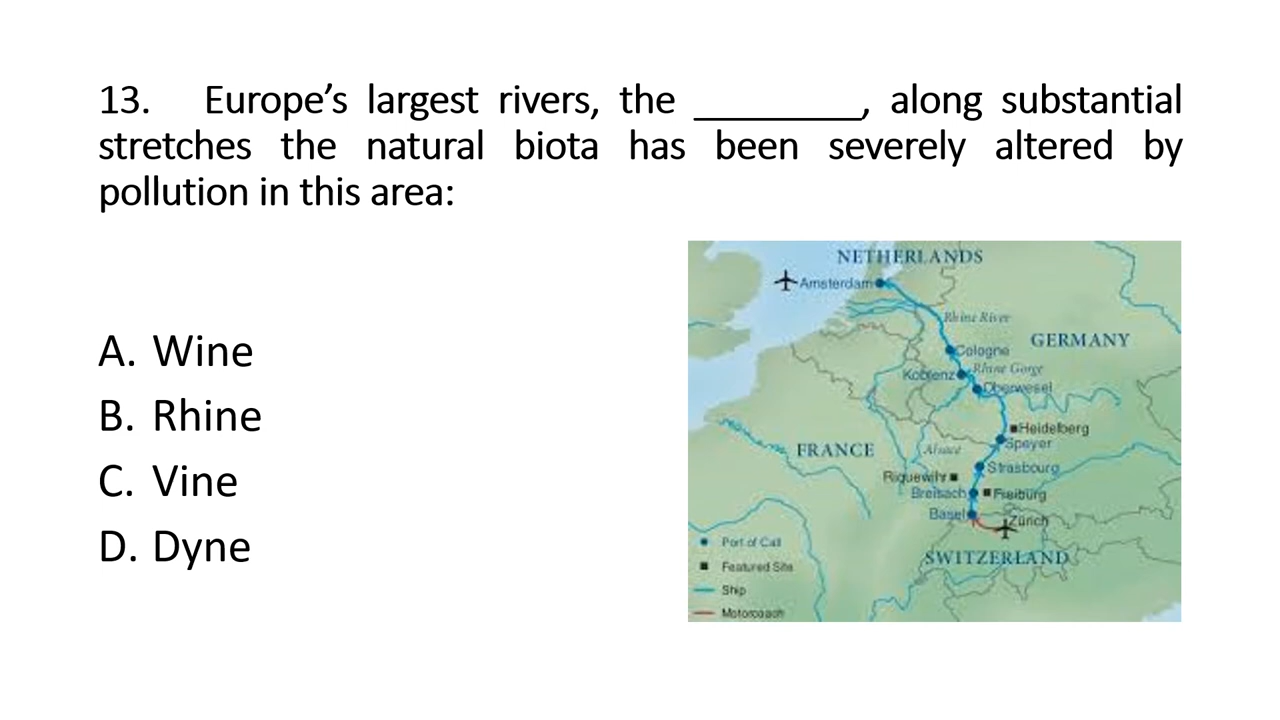 13. Europe’s largest rivers, the ________, along substantial
stretches the natural biota has been severely altered by
pollution in this area:
A. Wine
B. Rhine
C. Vine
D. Dyne
NETHERLANDS
Amsterdam
Rhine River
GERMANY
Cologne
Rhine Gorge
Koblenz
Oberwesel
Heidelberg
Speyer
FRANCE
Alsace
Strasbourg
Riquewihr
Breisach
Freiburg
Basel
Zürich
SWITZERLAND
Port of Call
Featured Site
Ship
Motorcoach